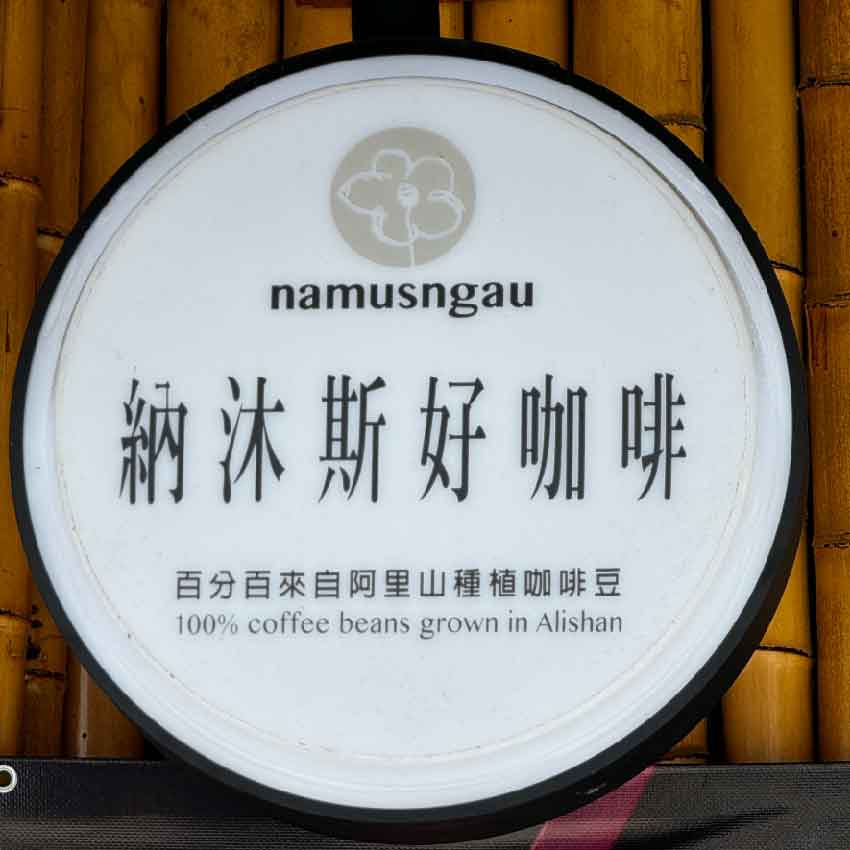 namusngau
納沐斯好咖啡
百分百來自阿里山種植咖啡豆
100% coffee beans grown in Alishan